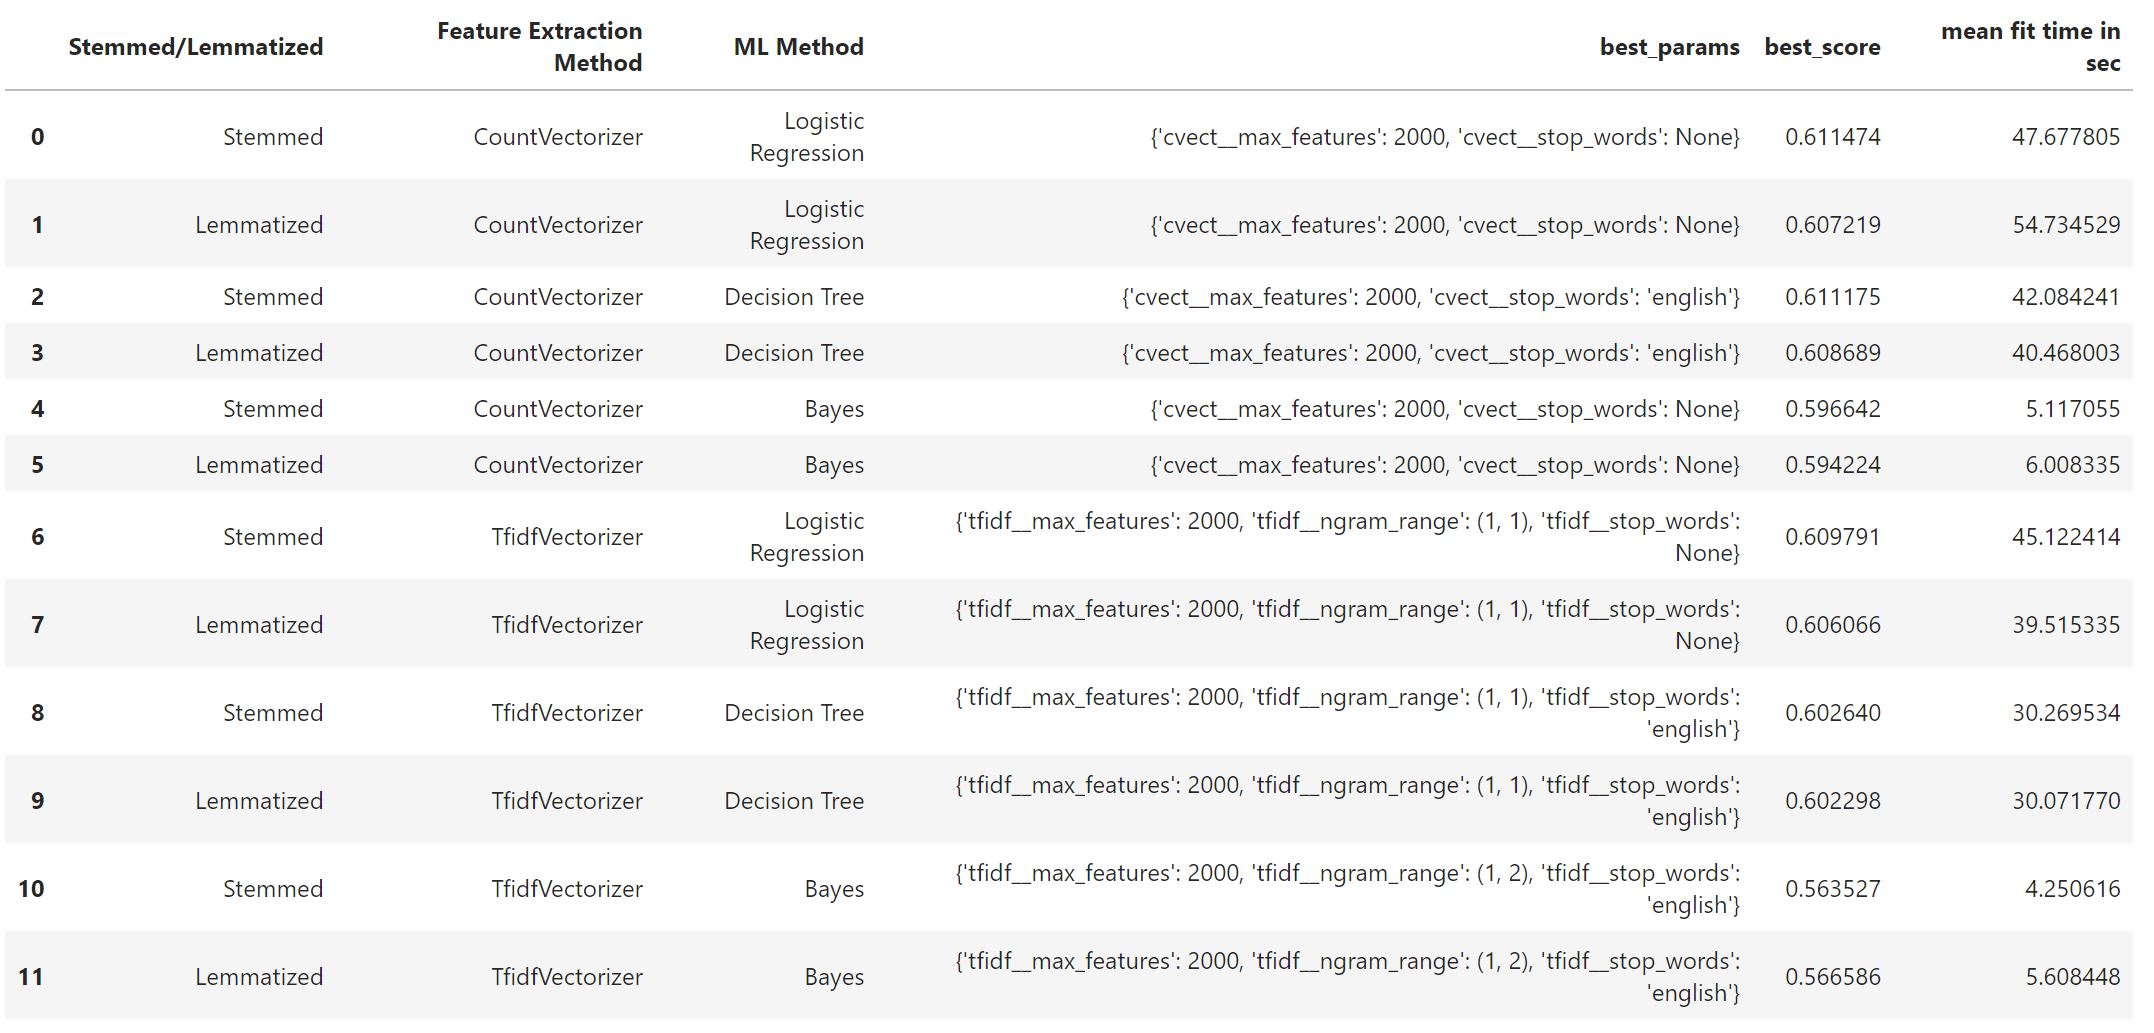 Stemmed/Lemmatized Feature Extraction Method ML Method best_params best_score mean fit time in sec
0 Stemmed CountVectorizer Logistic Regression {'cvect__max_features': 2000, 'cvect__stop_words': None} 0.611474 47.677805
1 Lemmatized CountVectorizer Logistic Regression {'cvect__max_features': 2000, 'cvect__stop_words': None} 0.607219 54.734529
2 Stemmed CountVectorizer Decision Tree {'cvect__max_features': 2000, 'cvect__stop_words': 'english'} 0.611175 42.084241
3 Lemmatized CountVectorizer Decision Tree {'cvect__max_features': 2000, 'cvect__stop_words': 'english'} 0.608689 40.468003
4 Stemmed CountVectorizer Bayes {'cvect__max_features': 2000, 'cvect__stop_words': None} 0.596642 5.117055
5 Lemmatized CountVectorizer Bayes {'cvect__max_features': 2000, 'cvect__stop_words': None} 0.594224 6.008335
6 Stemmed TfidfVectorizer Logistic Regression {'tfidf__max_features': 2000, 'tfidf__ngram_range': (1, 1), 'tfidf__stop_words': None} 0.609791 45.122414
7 Lemmatized TfidfVectorizer Logistic Regression {'tfidf__max_features': 2000, 'tfidf__ngram_range': (1, 1), 'tfidf__stop_words': None} 0.606066 39.515335
8 Stemmed TfidfVectorizer Decision Tree {'tfidf__max_features': 2000, 'tfidf__ngram_range': (1, 1), 'tfidf__stop_words': 'english'} 0.602640 30.269534
9 Lemmatized TfidfVectorizer Decision Tree {'tfidf__max_features': 2000, 'tfidf__ngram_range': (1, 1), 'tfidf__stop_words': 'english'} 0.602298 30.071770
10 Stemmed TfidfVectorizer Bayes {'tfidf__max_features': 2000, 'tfidf__ngram_range': (1, 2), 'tfidf__stop_words': 'english'} 0.563527 4.250616
11 Lemmatized TfidfVectorizer Bayes {'tfidf__max_features': 2000, 'tfidf__ngram_range': (1, 2), 'tfidf__stop_words': 'english'} 0.566586 5.608448